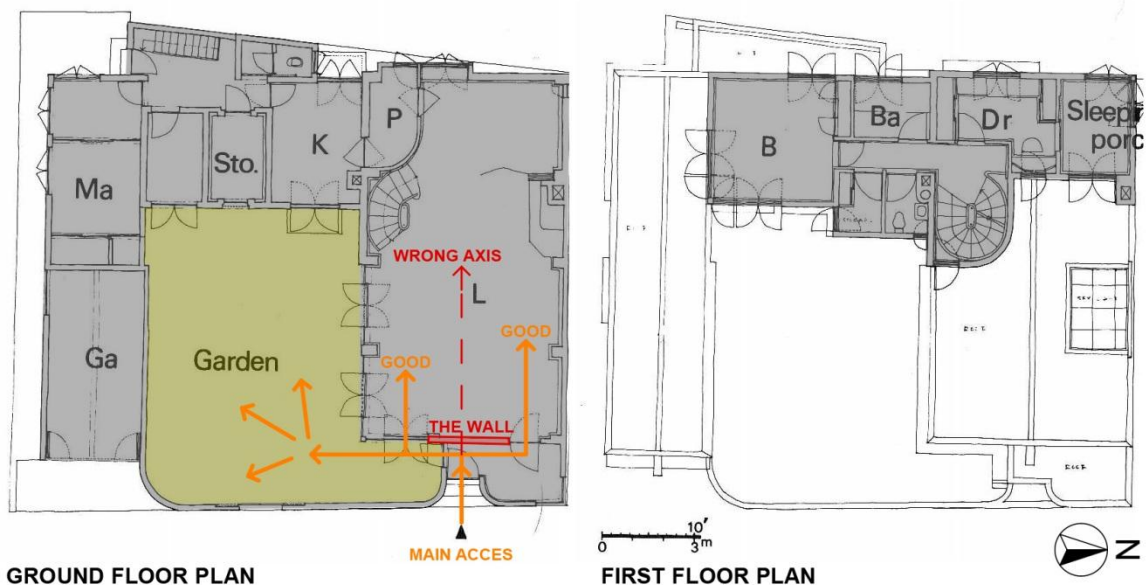 Sto.
K
P
Ma
WRONG AXIS
L
GOOD
GOOD
Ga
Garden
THE WALL
MAIN ACCES
GROUND FLOOR PLAN
B
Ba
Dr
Sleepi
porc
0
10'
3m
FIRST FLOOR PLAN
N